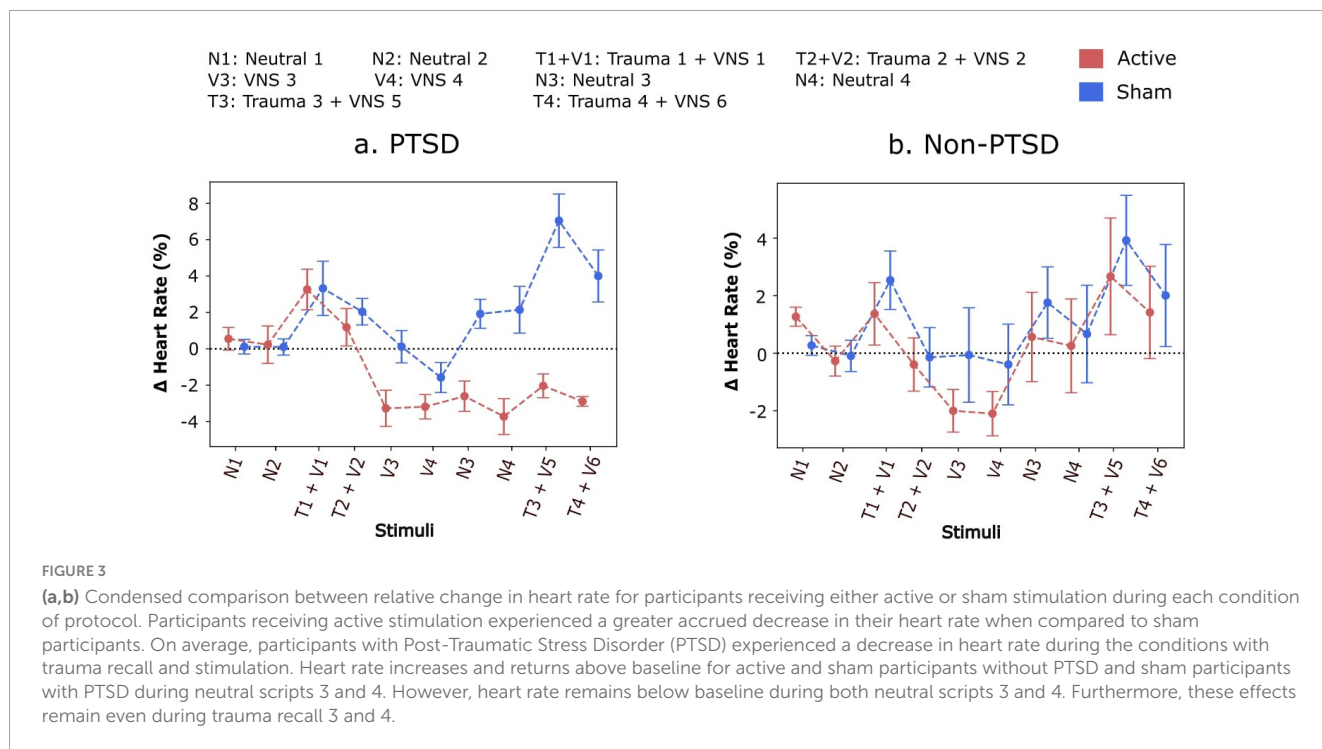 N1: Neutral 1 N2: Neutral 2 T1+V1: Trauma 1 + VNS 1 T2+V2: Trauma 2 + VNS 2
V3: VNS 3 V4: VNS 4 N3: Neutral 3 N4: Neutral 4
T3: Trauma 3 + VNS 5 T4: Trauma 4 + VNS 6
Active
Sham
a. PTSD
Δ Heart Rate (%)
8
6
4
2
0
-2
-4
N1 N2 T1 + V1 T2 + V2 V3 V4 N3 N4 T3 + V5 T4 + V6
Stimuli
b. Non-PTSD
Δ Heart Rate (%)
4
2
0
-2
N1 N2 T1 + V1 T2 + V2 V3 V4 N3 N4 T3 + V5 T4 + V6
Stimuli
FIGURE 3
(a,b) Condensed comparison between relative change in heart rate for participants receiving either active or sham stimulation during each condition
of protocol. Participants receiving active stimulation experienced a greater accrued decrease in their heart rate when compared to sham
participants. On average, participants with Post-Traumatic Stress Disorder (PTSD) experienced a decrease in heart rate during the conditions with
trauma recall and stimulation. Heart rate increases and returns above baseline for active and sham participants without PTSD and sham participants
with PTSD during neutral scripts 3 and 4. However, heart rate remains below baseline during both neutral scripts 3 and 4. Furthermore, these effects
remain even during trauma recall 3 and 4.